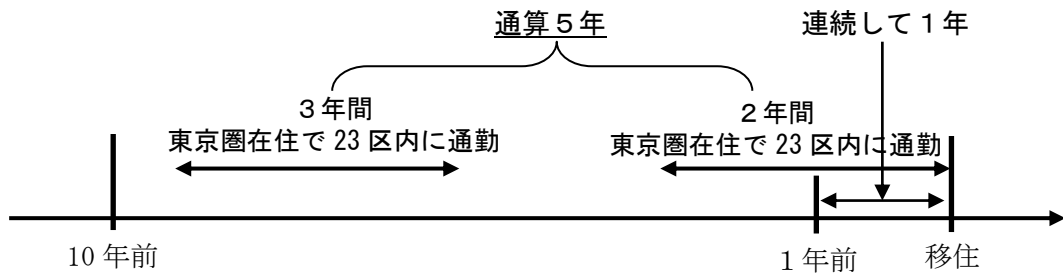 通算５年
連続して１年
３年間
東京圏在住で 23 区内に通勤
２年間
東京圏在住で 23 区内に通勤
10 年前
１年前
移住